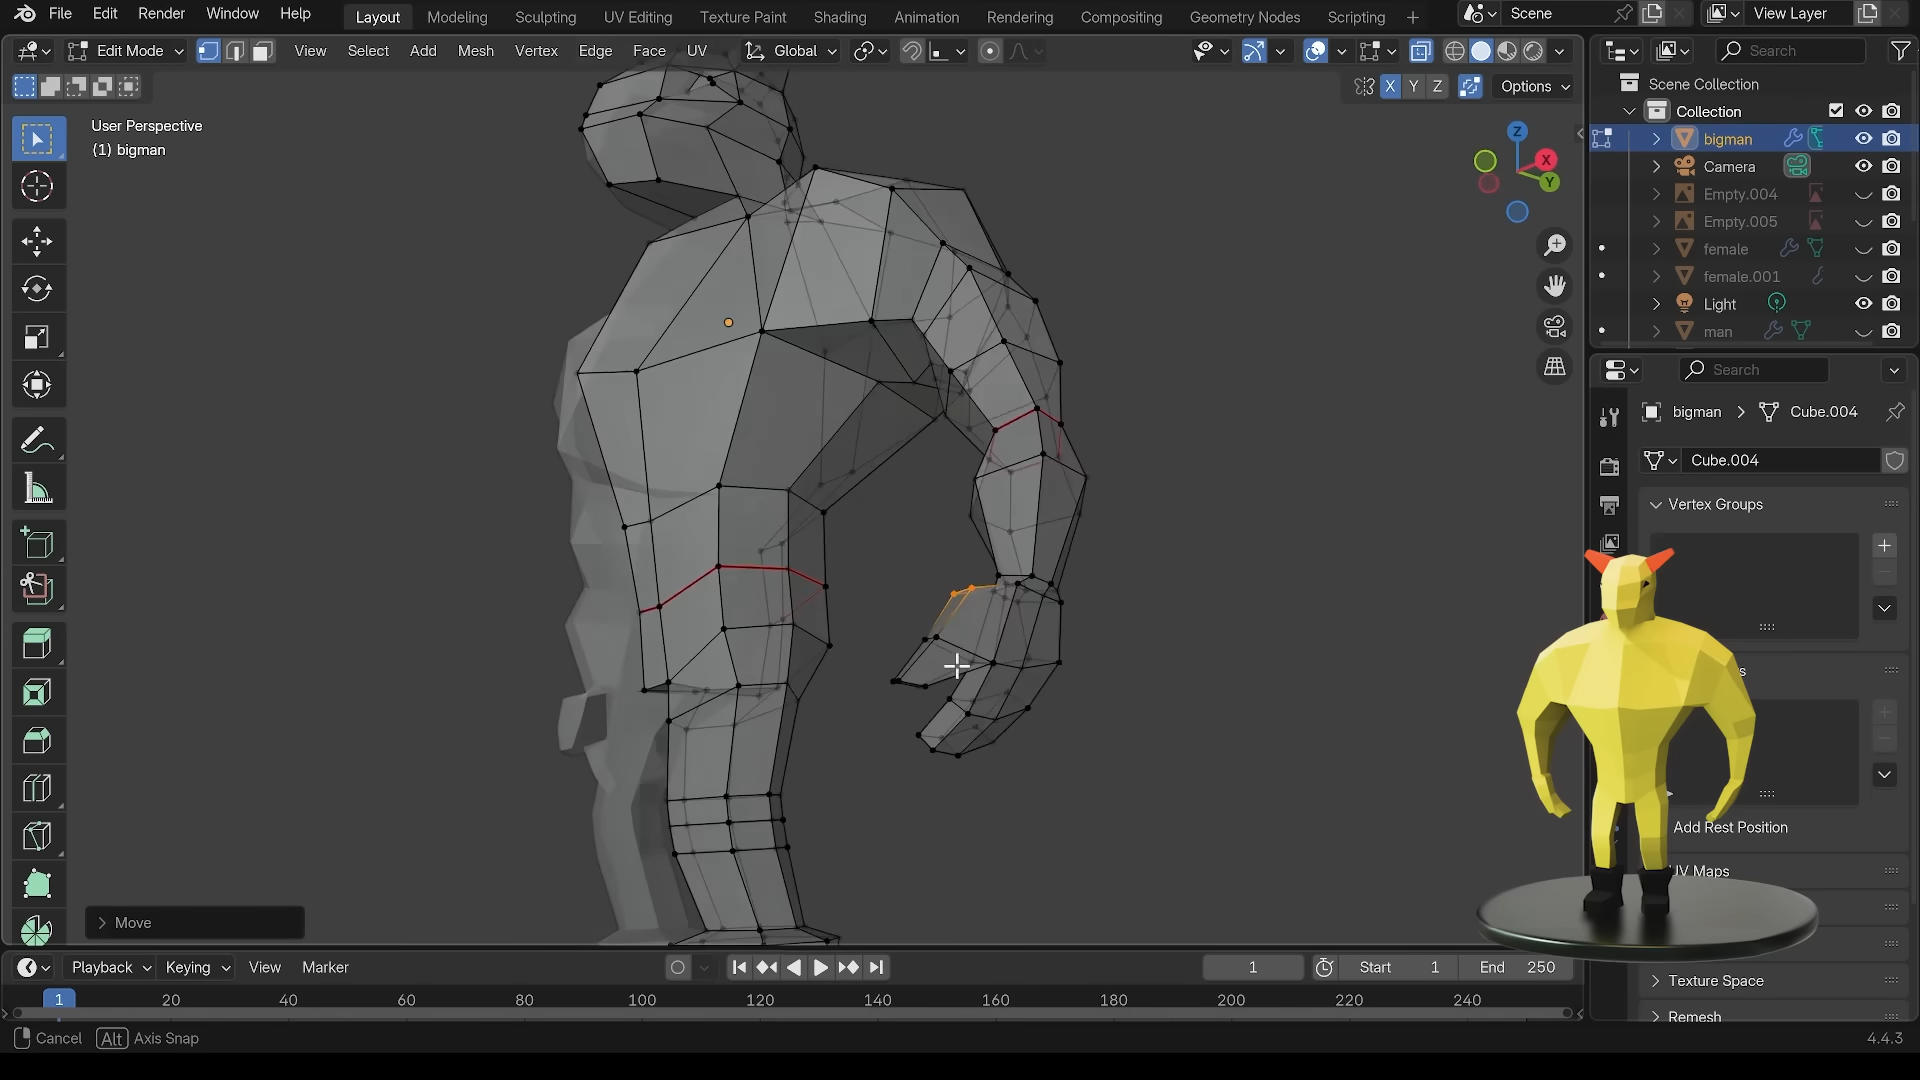 File Edit Render Window Help Layout Modeling Sculpting UV Editing Texture Paint Shading Animation Rendering Compositing Geometry Nodes Scripting + Scene View Layer
Edit Mode View Select Add Mesh Vertex Edge Face UV Global Search
X Y Z Options
User Perspective
(1) bigman
Z
X
Y
Scene Collection
Collection
bigman
Camera
Empty.004
Empty.005
female
female.001
Light
man
Search
bigman > Cube.004
Cube.004
Vertex Groups
s
Add Rest Position
UV Maps
Texture Space
Remesh
Move
Playback Keying View Marker 1 Start 1 End 250
1 20 40 60 80 100 120 140 160 180 200 220 240
Cancel Alt Axis Snap 4.4.3